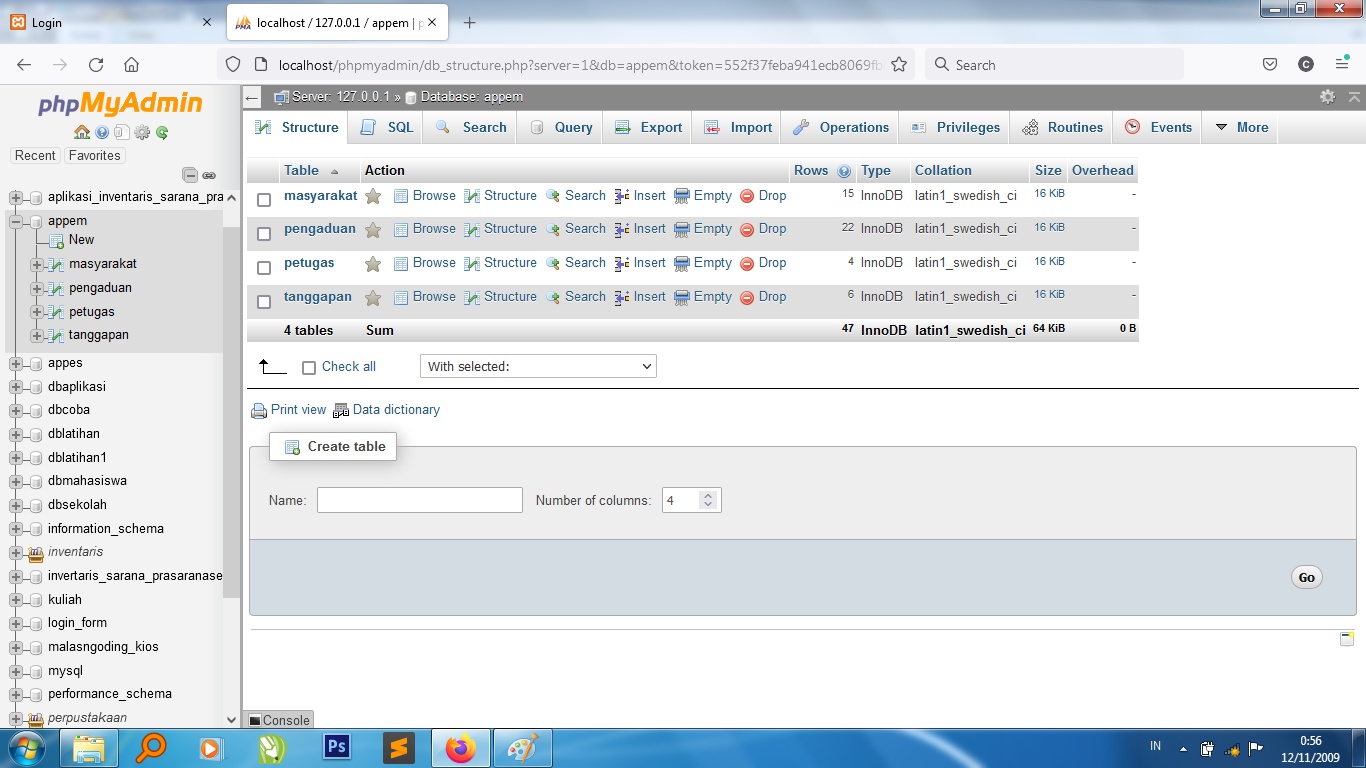 Login
localhost / 127.0.0.1 / appem | p
localhost/phpmyadmin/db_structure.php?server=1&db=appem&token=552f37feba941ecb8069fb
Search
phpMyAdmin
Recent Favorites
aplikasi_inventaris_sarana_pra
appem
New
masyarakat
pengaduan
petugas
tanggapan
appes
dbaplikasi
dbcoba
dblatihan
dblatihan1
dbmahasiswa
dbsekolah
information_schema
inventaris
invertaris_sarana_prasaranase
kuliah
login_form
malasngoding_kios
mysql
performance_schema
perpustakaan
Server: 127.0.0.1 » Database: appem
Structure SQL Search Query Export Import Operations Privileges Routines Events More
Table Action Rows Type Collation Size Overhead
masyarakat Browse Structure Search Insert Empty Drop 15 InnoDB latin1_swedish_ci 16 KiB -
pengaduan Browse Structure Search Insert Empty Drop 22 InnoDB latin1_swedish_ci 16 KiB -
petugas Browse Structure Search Insert Empty Drop 4 InnoDB latin1_swedish_ci 16 KiB -
tanggapan Browse Structure Search Insert Empty Drop 6 InnoDB latin1_swedish_ci 16 KiB -
4 tables Sum 47 InnoDB latin1_swedish_ci 64 KiB 0 B
Check all With selected:
Print view Data dictionary
Create table
Name: Number of columns: 4
Go
Console
Ps
IN
0:56
12/11/2009